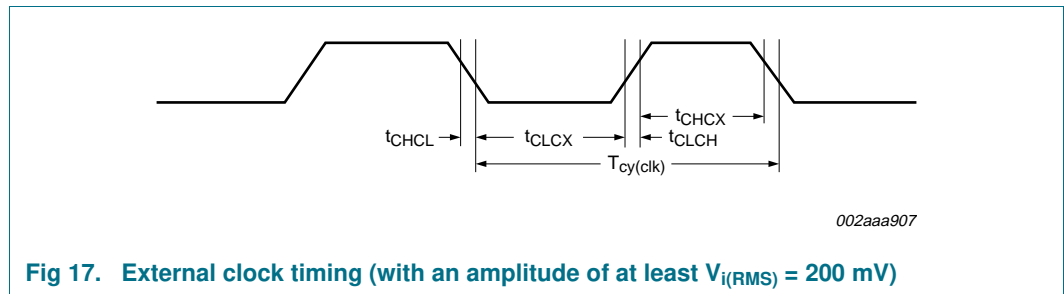 tCHCX
tCHCL tCLCX tCLCH
Tcy(clk)
002aaa907
Fig 17. External clock timing (with an amplitude of at least Vi(RMS) = 200 mV)